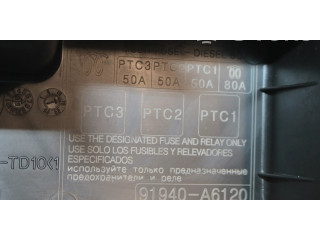 PTC3 PTC2 PTC1
50A 50A 50A 80A
PTC3 PTC2 PTC1
USE THE DESIGNATED FUSE AND RELAY ONLY
USE SOLO LOS FUSIBLES Y RELEVADORES
ESPECIFICADOS
используйте только предназначенные
предохранители и реле
91940-A6120